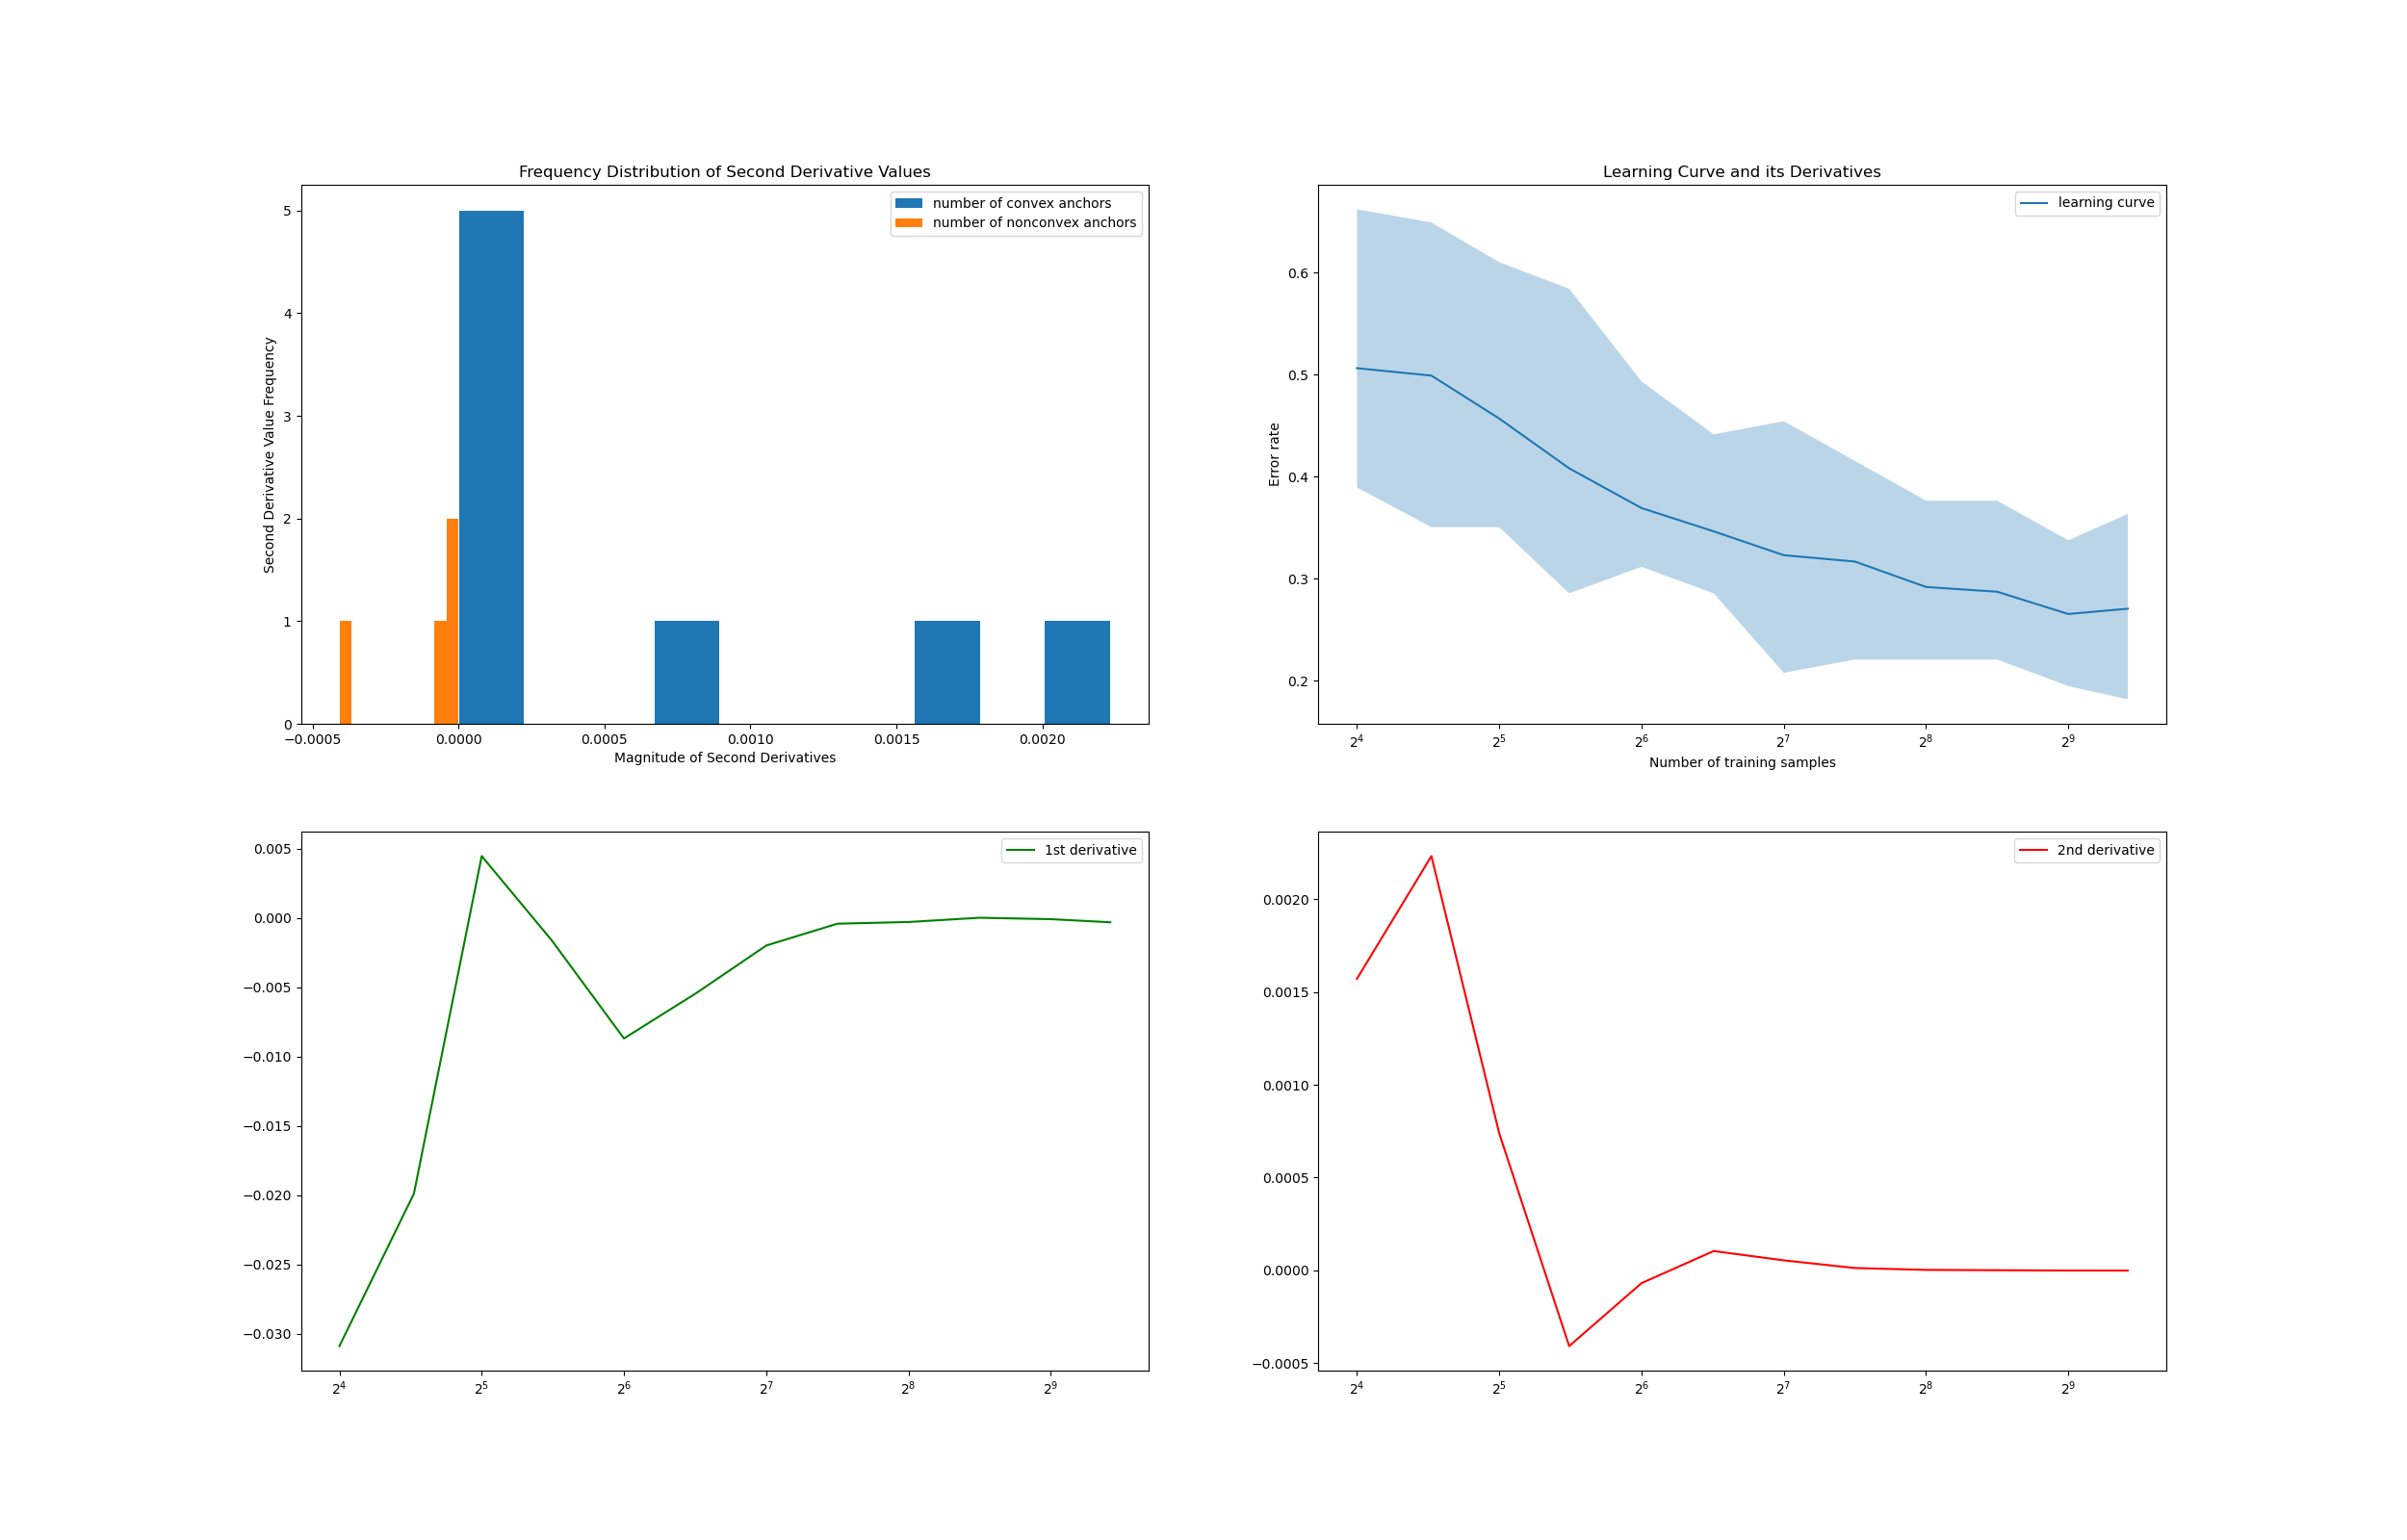 Frequency Distribution of Second Derivative Values
number of convex anchors
number of nonconvex anchors
Second Derivative Value Frequency
5
4
3
2
1
0
−0.0005 0.0000 0.0005 0.0010 0.0015 0.0020
Magnitude of Second Derivatives
Learning Curve and its Derivatives
learning curve
Error rate
0.6
0.5
0.4
0.3
0.2
2⁴ 2⁵ 2⁶ 2⁷ 2⁸ 2⁹
Number of training samples
1st derivative
0.005
0.000
−0.005
−0.010
−0.015
−0.020
−0.025
−0.030
2⁴ 2⁵ 2⁶ 2⁷ 2⁸ 2⁹
2nd derivative
0.0020
0.0015
0.0010
0.0005
0.0000
−0.0005
2⁴ 2⁵ 2⁶ 2⁷ 2⁸ 2⁹